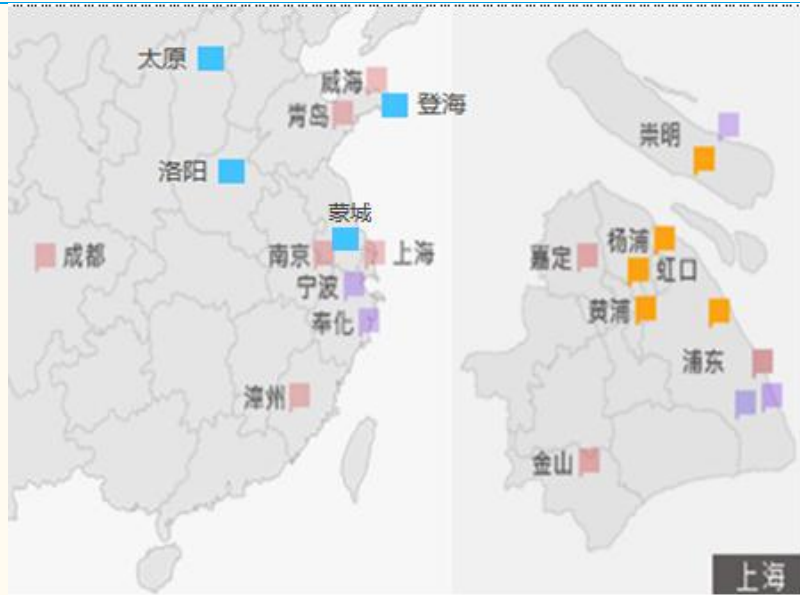 太原
威海
登海
青岛
洛阳
蒙城
成都
南京
上海
宁波
奉化
漳州
崇明
杨浦
嘉定
虹口
黄浦
浦东
金山
上海